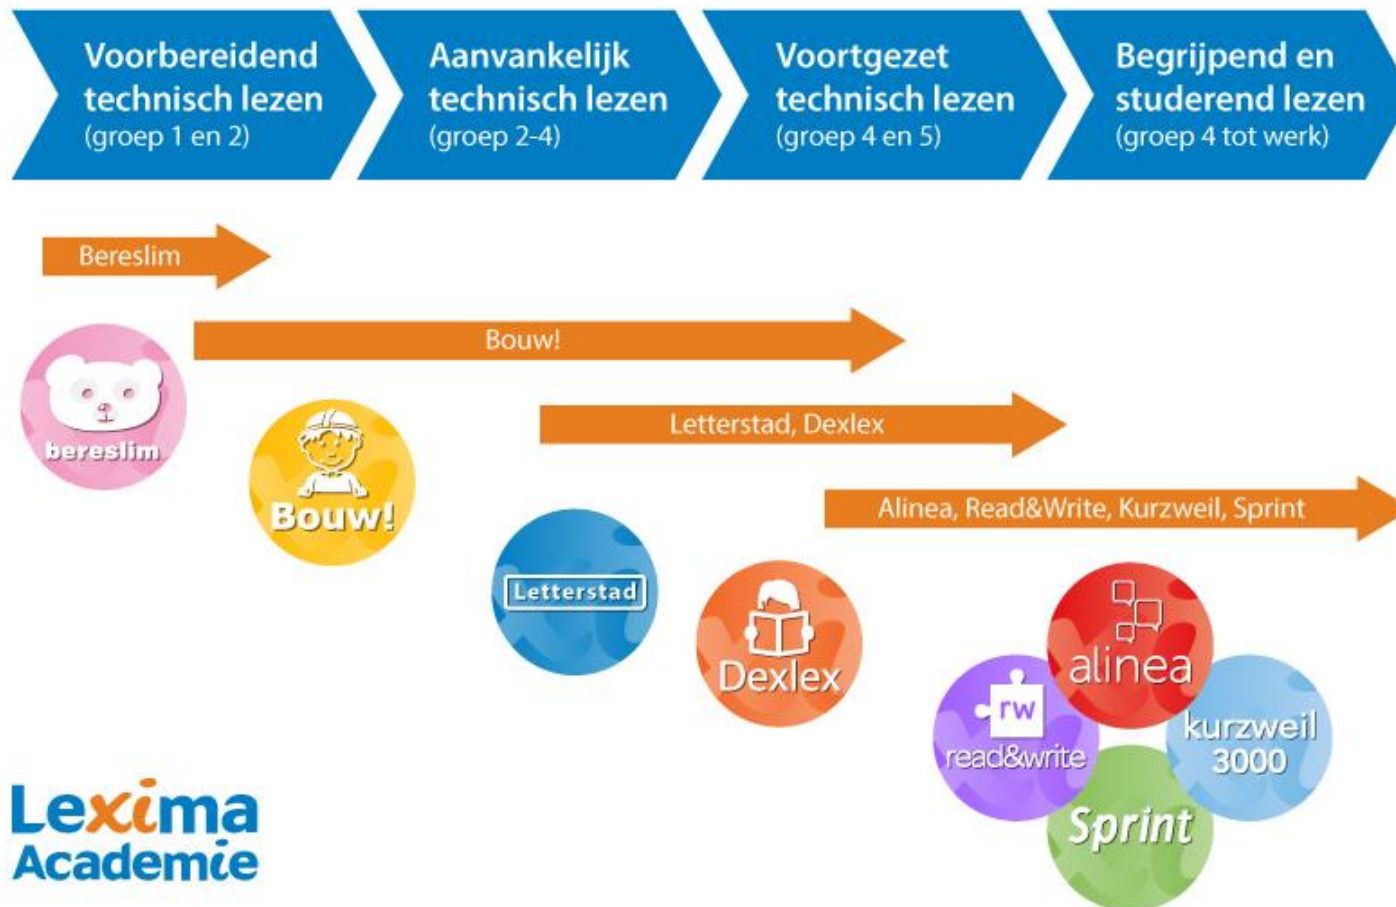 Voorbereidend
technisch lezen
(groep 1 en 2)
Aanvankelijk
technisch lezen
(groep 2-4)
Voortgezet
technisch lezen
(groep 4 en 5)
Begrijpend en
studerend lezen
(groep 4 tot werk)
Bereslim
Bouw!
Letterstad, Dexlex
Alinea, Read&Write, Kurzweil, Sprint
bereslim
Bouw!
Letterstad
Dexlex
alinea
rw
read&write
kurzweil
3000
Sprint
Lexima
Academie